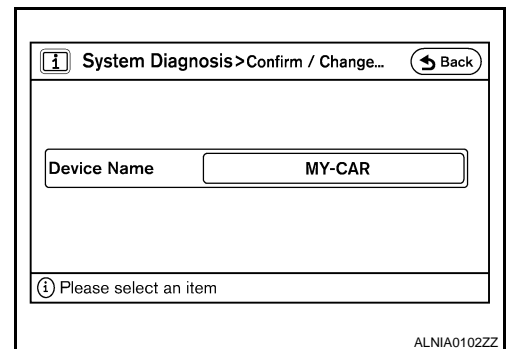 i System Diagnosis>Confirm / Change... Back
Device Name MY-CAR
i Please select an item
ALNIA0102ZZ